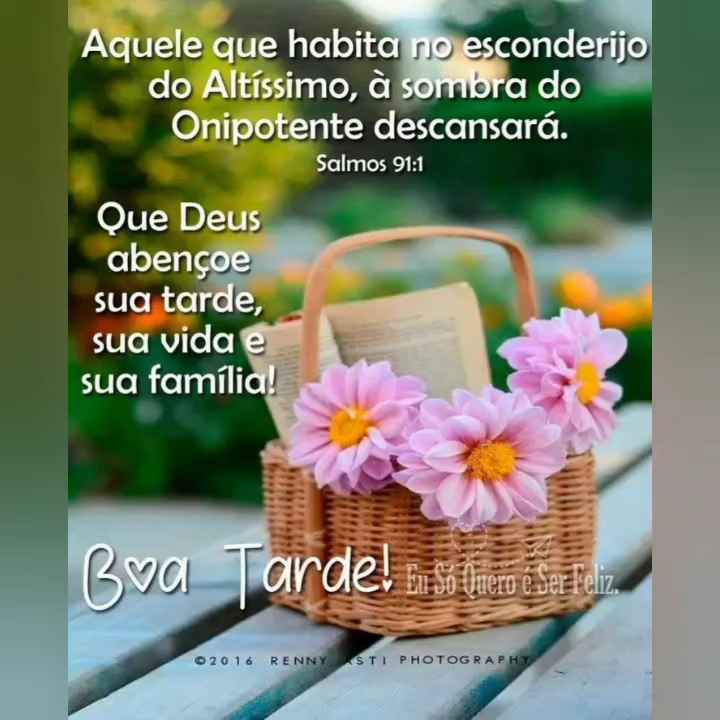 Aquele que habita no esconderijo
do Altíssimo, à sombra do
Onipotente descansará.
Salmos 91:1
Que Deus
abençoe
sua tarde,
sua vida e
sua família!
Boa Tarde!
Eu Só Quero é Ser Feliz.
©2016 RENNY ASTI PHOTOGRAPHY